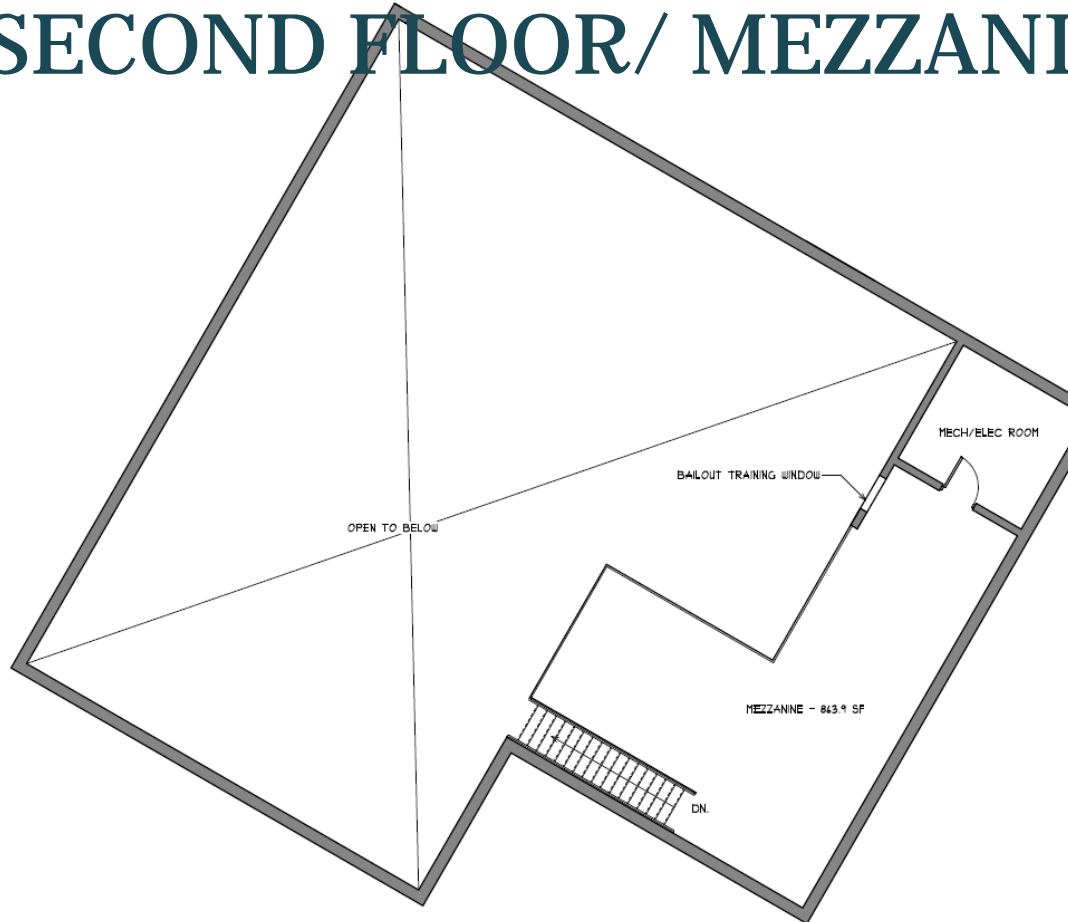 SECOND FLOOR/ MEZZANI
MECH/ELEC ROOM
BAILOUT TRAINING WINDOW
OPEN TO BELOW
MEZZANINE - 863.9 SF
DN.